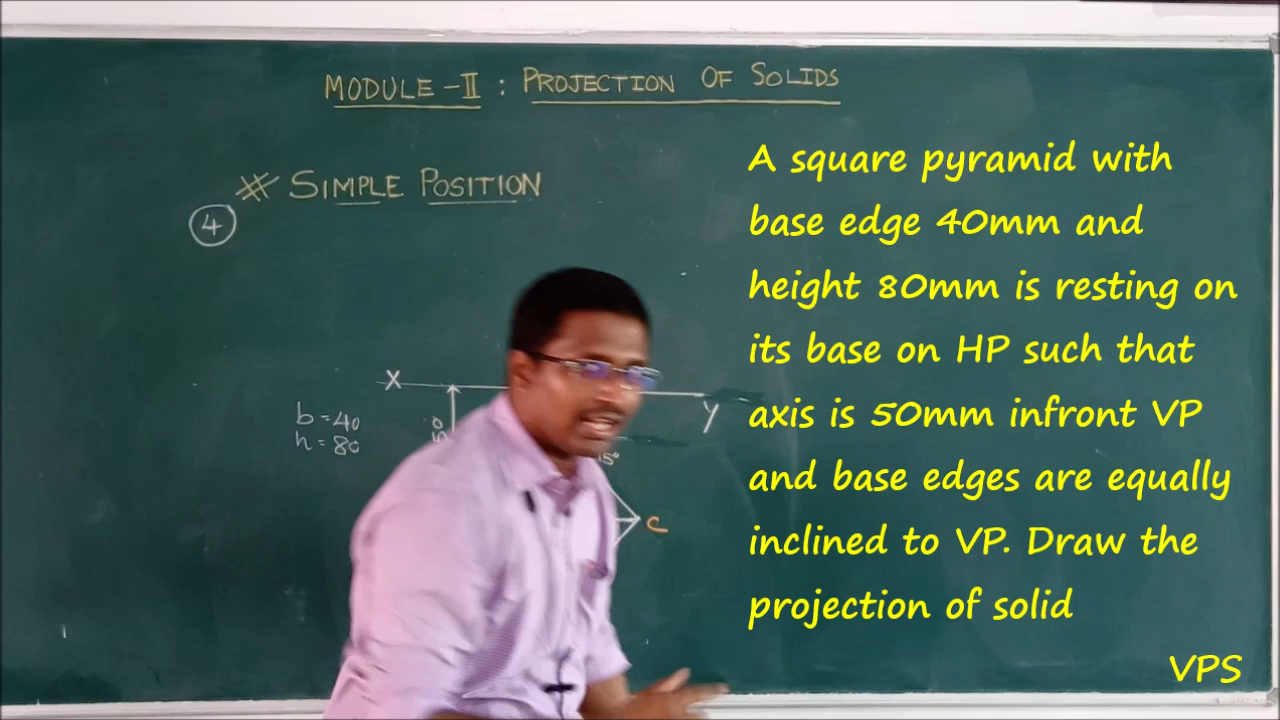 MODULE - II : PROJECTION OF SOLIDS
# SIMPLE POSITION
4
A square pyramid with
base edge 40mm and
height 80mm is resting on
its base on HP such that
axis is 50mm infront VP
and base edges are equally
inclined to VP. Draw the
projection of solid
VPS
X
Y
b = 40
h = 80
50
C